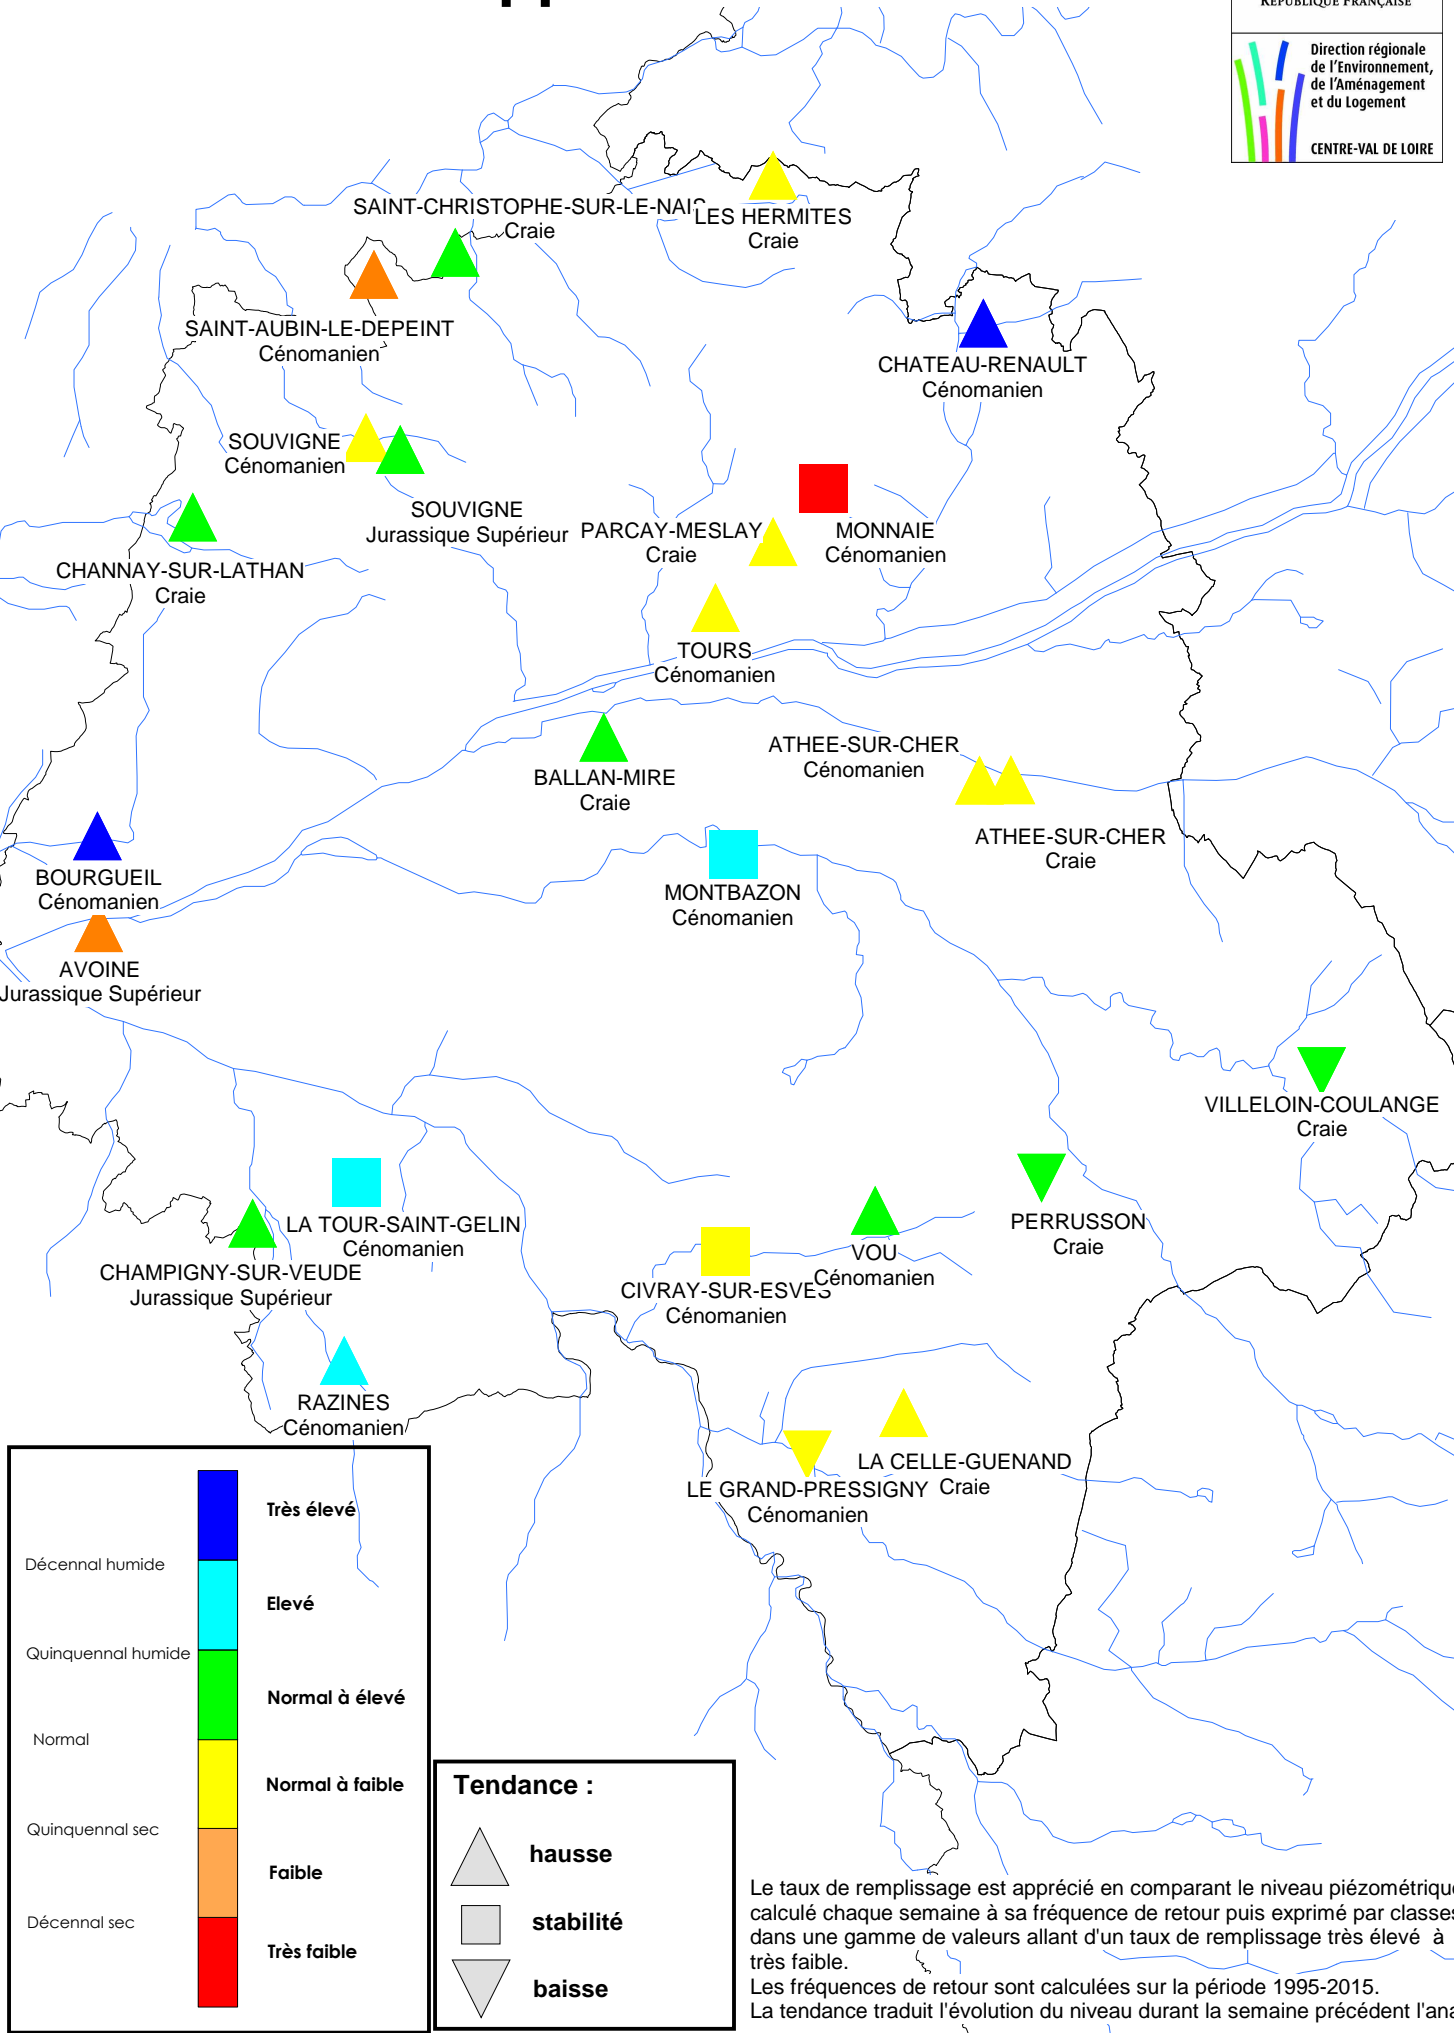 RÉPUBLIQUE FRANÇAISE
Direction régionale
de l'Environnement,
de l'Aménagement
et du Logement
CENTRE-VAL DE LOIRE
SAINT-CHRISTOPHE-SUR-LE-NAIS
Craie
LES HERMITES
Craie
SAINT-AUBIN-LE-DEPEINT
Cénomanien
CHATEAU-RENAULT
Cénomanien
SOUVIGNE
Cénomanien
SOUVIGNE
Jurassique Supérieur
PARCAY-MESLAY
Craie
MONNAIE
Cénomanien
CHANNAY-SUR-LATHAN
Craie
TOURS
Cénomanien
ATHEE-SUR-CHER
Cénomanien
BALLAN-MIRE
Craie
ATHEE-SUR-CHER
Craie
BOURGUEIL
Cénomanien
MONTBAZON
Cénomanien
AVOINE
Jurassique Supérieur
VILLELOIN-COULANGE
Craie
LA TOUR-SAINT-GELIN
Cénomanien
PERRUSSON
Craie
VOU
Cénomanien
CHAMPIGNY-SUR-VEUDE
Jurassique Supérieur
CIVRAY-SUR-ESVES
Cénomanien
RAZINES
Cénomanien
LA CELLE-GUENAND
Craie
LE GRAND-PRESSIGNY
Cénomanien
Très élevé
Décennal humide
Elevé
Quinquennal humide
Normal à élevé
Normal
Normal à faible
Quinquennal sec
Faible
Décennal sec
Très faible
Tendance :
hausse
stabilité
baisse
Le taux de remplissage est apprécié en comparant le niveau piézométrique
calculé chaque semaine à sa fréquence de retour puis exprimé par classes
dans une gamme de valeurs allant d'un taux de remplissage très élevé à
très faible.
Les fréquences de retour sont calculées sur la période 1995-2015.
La tendance traduit l'évolution du niveau durant la semaine précédent